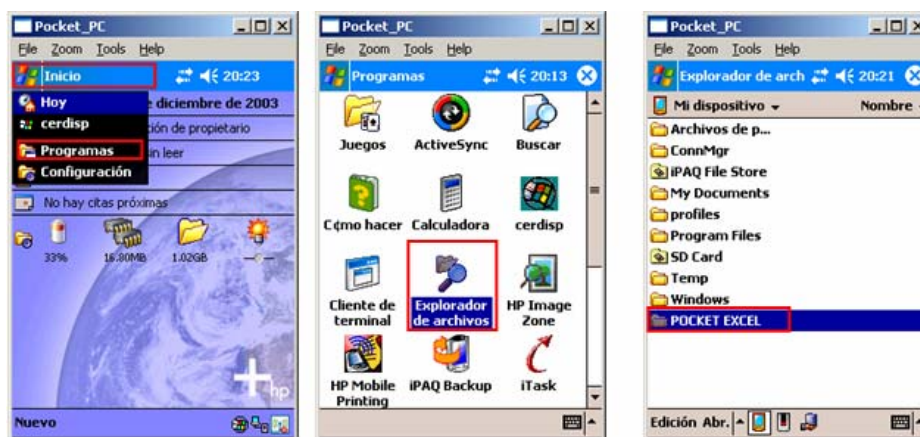 Pocket_PC
File Zoom Tools Help
Inicio 20:23
Hoy
e diciembre de 2003
cerdisp
ción de propietario
Programas
in leer
Configuración
No hay citas próximas
33% 16.80MB 1.02GB
hp
Nuevo
Pocket_PC
File Zoom Tools Help
Programas 20:13
Juegos ActiveSync Buscar
C¢mo hacer Calculadora cerdisp
Cliente de terminal
Explorador de archivos
HP Image Zone
HP Mobile Printing
iPAQ Backup
iTask
Pocket_PC
File Zoom Tools Help
Explorador de arch 20:21
Mi dispositivo Nombre
Archivos de p...
ConnMgr
iPAQ File Store
My Documents
profiles
Program Files
SD Card
Temp
Windows
POCKET EXCEL
Edición Abr.